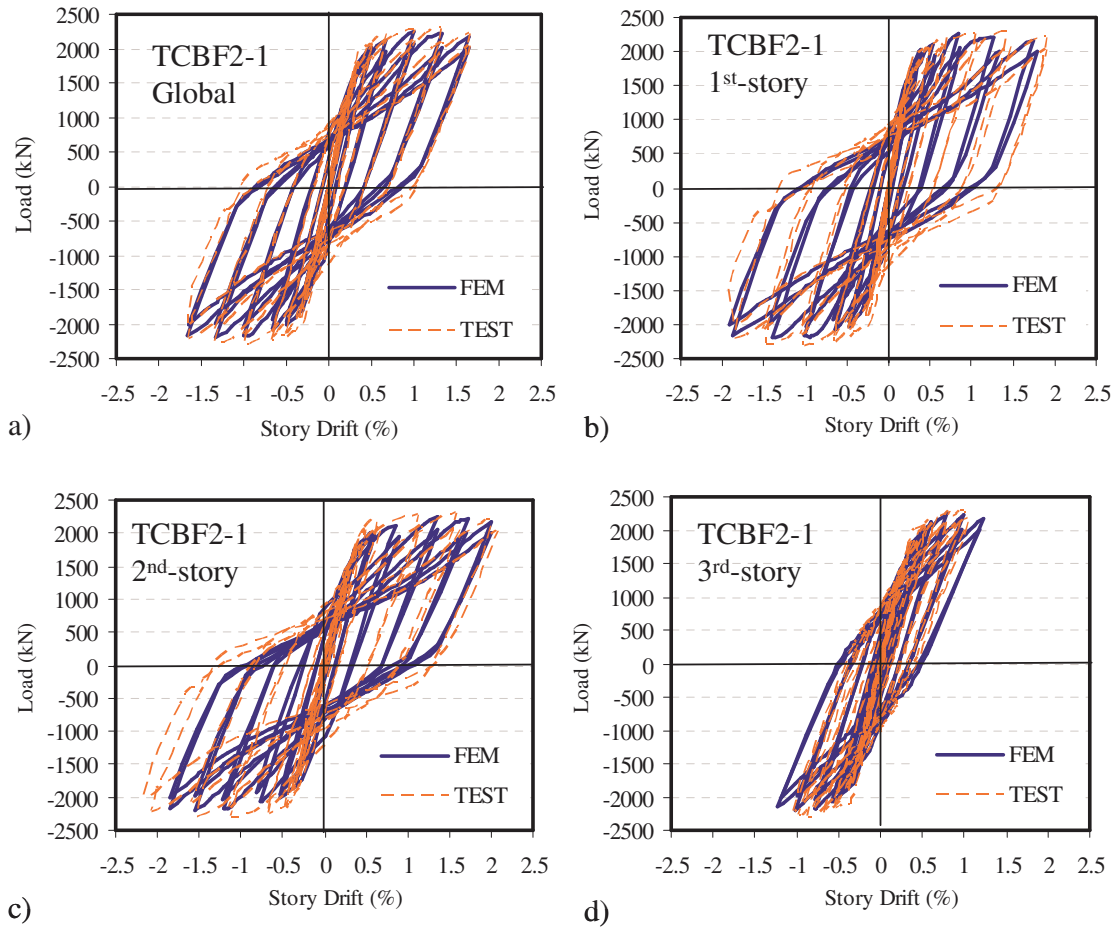 2500
2000
1500
1000
500
0
-500
-1000
-1500
-2000
-2500
Load (kN)
TCBF2-1
Global
FEM
TEST
-2.5 -2 -1.5 -1 -0.5 0 0.5 1 1.5 2 2.5
Story Drift (%)
a)
2500
2000
1500
1000
500
0
-500
-1000
-1500
-2000
-2500
Load (kN)
TCBF2-1
1st-story
FEM
TEST
-2.5 -2 -1.5 -1 -0.5 0 0.5 1 1.5 2 2.5
Story Drift (%)
b)
2500
2000
1500
1000
500
0
-500
-1000
-1500
-2000
-2500
Load (kN)
TCBF2-1
2nd-story
FEM
TEST
-2.5 -2 -1.5 -1 -0.5 0 0.5 1 1.5 2 2.5
Story Drift (%)
c)
2500
2000
1500
1000
500
0
-500
-1000
-1500
-2000
-2500
Load (kN)
TCBF2-1
3rd-story
FEM
TEST
-2.5 -2 -1.5 -1 -0.5 0 0.5 1 1.5 2 2.5
Story Drift (%)
d)